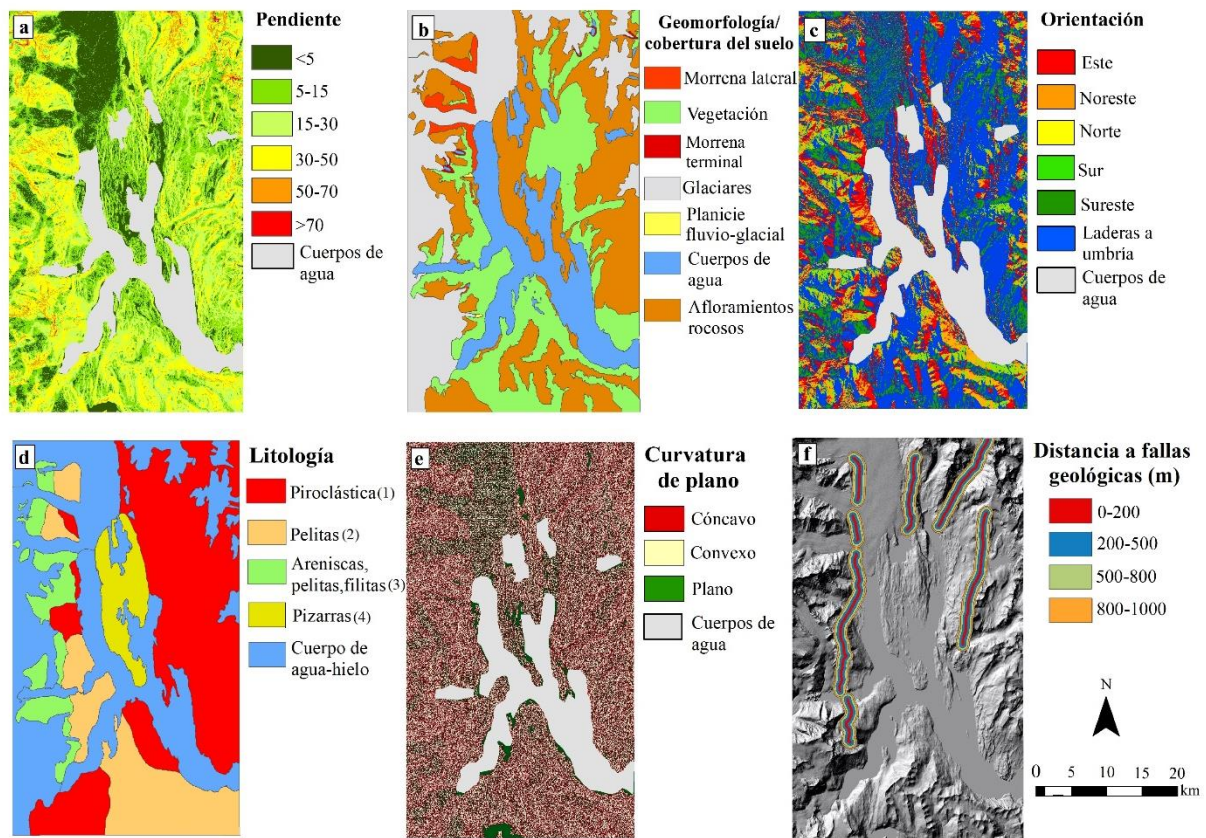 a
Pendiente
<5
5-15
15-30
30-50
50-70
>70
Cuerpos de
agua
b
Geomorfología/
cobertura del suelo
Morrena lateral
Vegetación
Morrena
terminal
Glaciares
Planicie
fluvio-glacial
Cuerpos de
agua
Afloramientos
rocosos
c
Orientación
Este
Noreste
Norte
Sur
Sureste
Laderas a
umbría
Cuerpos de
agua
d
Litología
Piroclástica(1)
Pelitas(2)
Areniscas,
pelitas,filitas(3)
Pizarras(4)
Cuerpo de
agua-hielo
e
Curvatura
de plano
Cóncavo
Convexo
Plano
Cuerpos de
agua
f
Distancia a fallas
geológicas (m)
0-200
200-500
500-800
800-1000
N
0 5 10 15 20
km